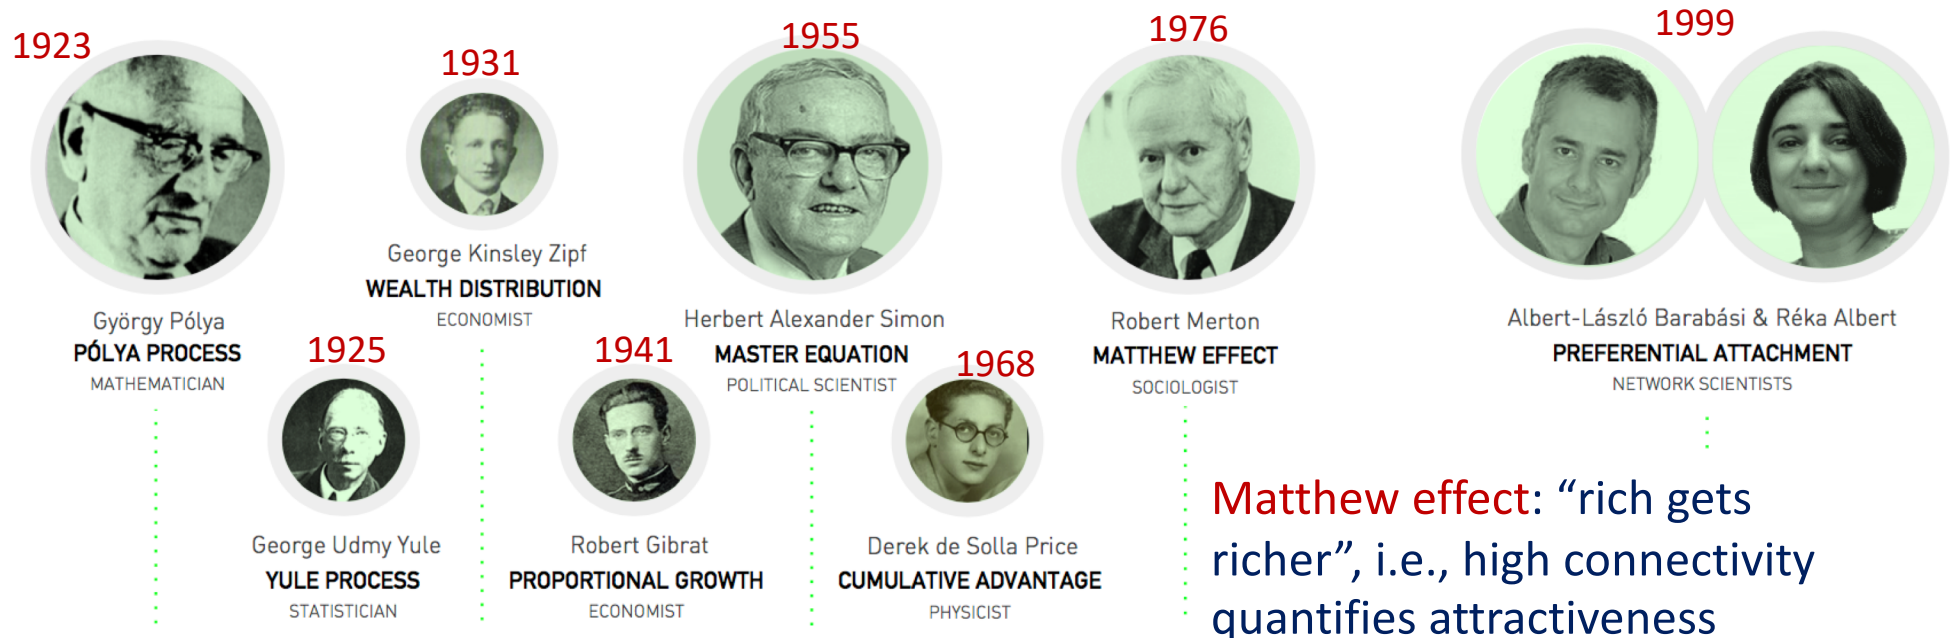 1923
György Pólya
PÓLYA PROCESS
MATHEMATICIAN
1925
George Udmy Yule
YULE PROCESS
STATISTICIAN
1931
George Kinsley Zipf
WEALTH DISTRIBUTION
ECONOMIST
1941
Robert Gibrat
PROPORTIONAL GROWTH
ECONOMIST
1955
Herbert Alexander Simon
MASTER EQUATION
POLITICAL SCIENTIST
1968
Derek de Solla Price
CUMULATIVE ADVANTAGE
PHYSICIST
1976
Robert Merton
MATTHEW EFFECT
SOCIOLOGIST
1999
Albert-László Barabási & Réka Albert
PREFERENTIAL ATTACHMENT
NETWORK SCIENTISTS
Matthew effect: “rich gets
richer”, i.e., high connectivity
quantifies attractiveness